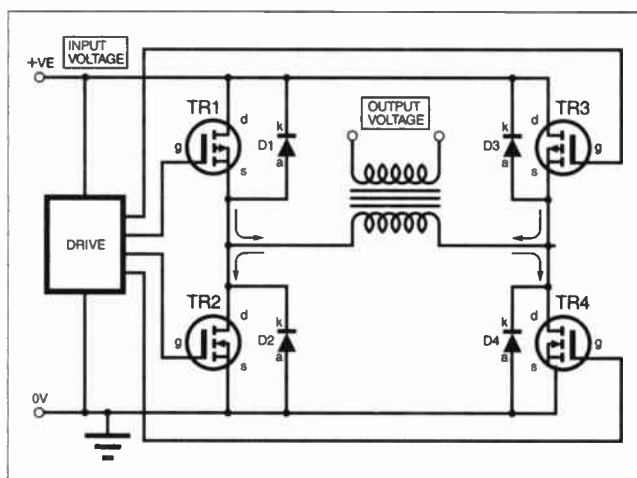 INPUT
VOLTAGE
+VE
TR1
d
g
s
k
D1
a
OUTPUT
VOLTAGE
TR3
k
D3
a
d
g
s
DRIVE
TR2
d
g
s
k
D2
a
TR4
k
D4
a
d
g
s
0V